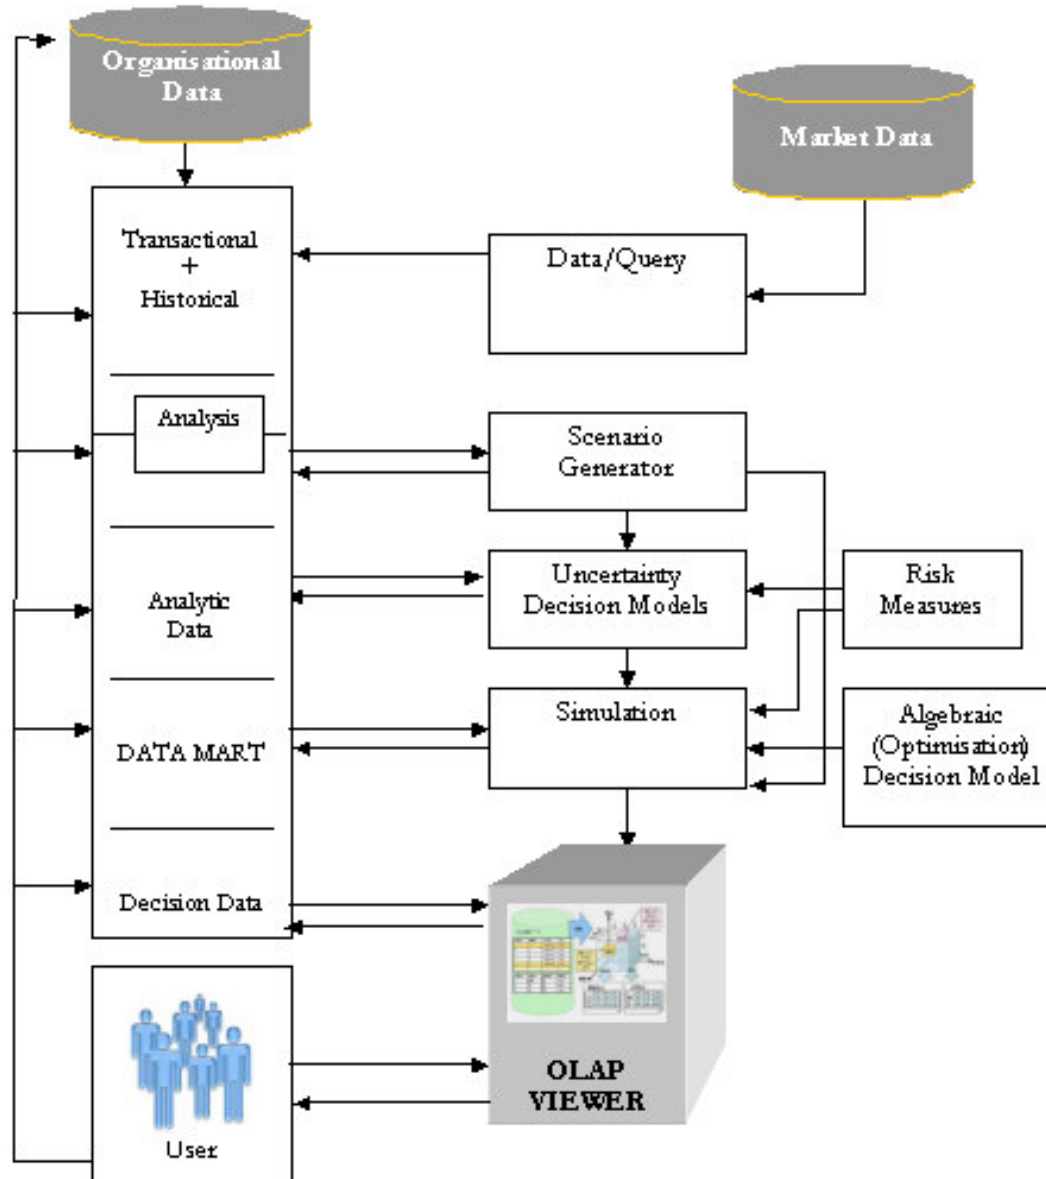 Organisational
Data
Market Data
Transactional
+
Historical
Data/Query
Analysis
Scenario
Generator
Analytic
Data
Uncertainty
Decision Models
Risk
Measures
DATA MART
Simulation
Algebraic
(Optimisation)
Decision Model
Decision Data
OLAP
VIEWER
User